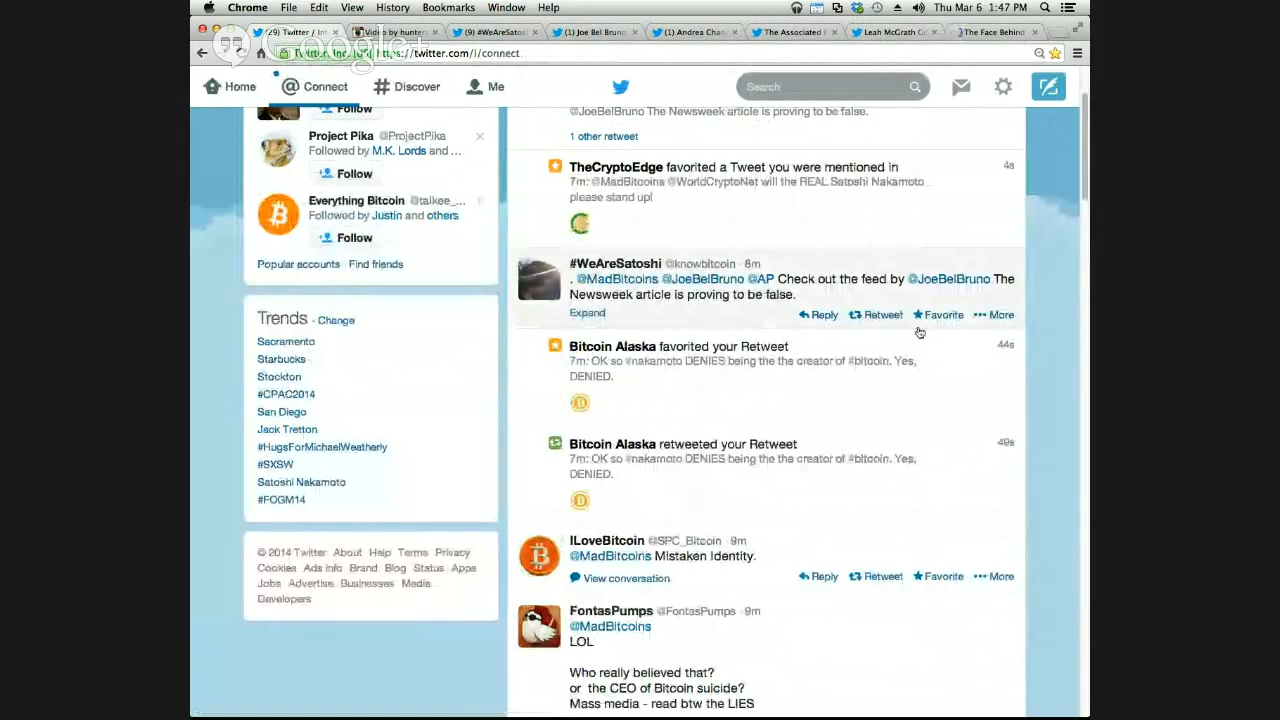 Chrome File Edit View History Bookmarks Window Help Thu Mar 6 1:47 PM
(29) Twitter / Int Video by hunter (9) #WeAreSatosh (1) Joe Bel Bruno (1) Andrea Chan The Associated Leah McGrath G The Face Behind
Google+
Twitter, Inc. [US] https://twitter.com/i/connect
Home @ Connect # Discover Me Search
Follow
Project Pika @ProjectPika
Followed by M.K. Lords and ...
Follow
Everything Bitcoin @talkee_...
Followed by Justin and others
Follow
Popular accounts Find friends
Trends · Change
Sacramento
Starbucks
Stockton
#CPAC2014
San Diego
Jack Tretton
#HugsForMichaelWeatherly
#SXSW
Satoshi Nakamoto
#FOGM14
© 2014 Twitter About Help Terms Privacy
Cookies Ads info Brand Blog Status Apps
Jobs Advertise Businesses Media
Developers
@JoeBelBruno The Newsweek article is proving to be false.
1 other retweet
TheCryptoEdge favorited a Tweet you were mentioned in 4s
7m: @MadBitcoins @WorldCryptoNet will the REAL Satoshi Nakamoto
please stand up!
#WeAreSatoshi @knowbitcoin · 6m
. @MadBitcoins @JoeBelBruno @AP Check out the feed by @JoeBelBruno The
Newsweek article is proving to be false.
Expand Reply Retweet Favorite More
Bitcoin Alaska favorited your Retweet 44s
7m: OK so #nakamoto DENIES being the the creator of #bitcoin. Yes,
DENIED.
Bitcoin Alaska retweeted your Retweet 49s
7m: OK so #nakamoto DENIES being the the creator of #bitcoin. Yes,
DENIED.
ILoveBitcoin @SPC_Bitcoin · 9m
@MadBitcoins Mistaken Identity.
View conversation Reply Retweet Favorite More
FontasPumps @FontasPumps · 9m
@MadBitcoins
LOL
Who really believed that?
or the CEO of Bitcoin suicide?
Mass media - read btw the LIES